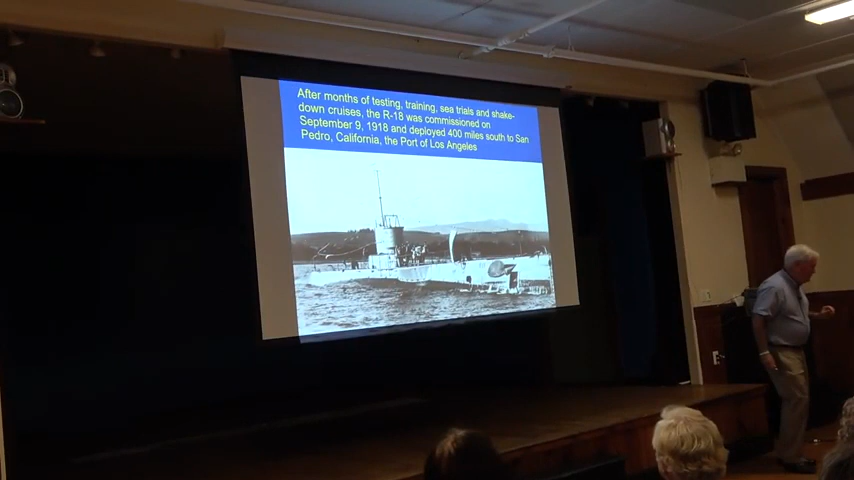 After months of testing, training, sea trials and shake-
down cruises, the R-18 was commissioned on
September 9, 1918 and deployed 400 miles south to San
Pedro, California, the Port of Los Angeles